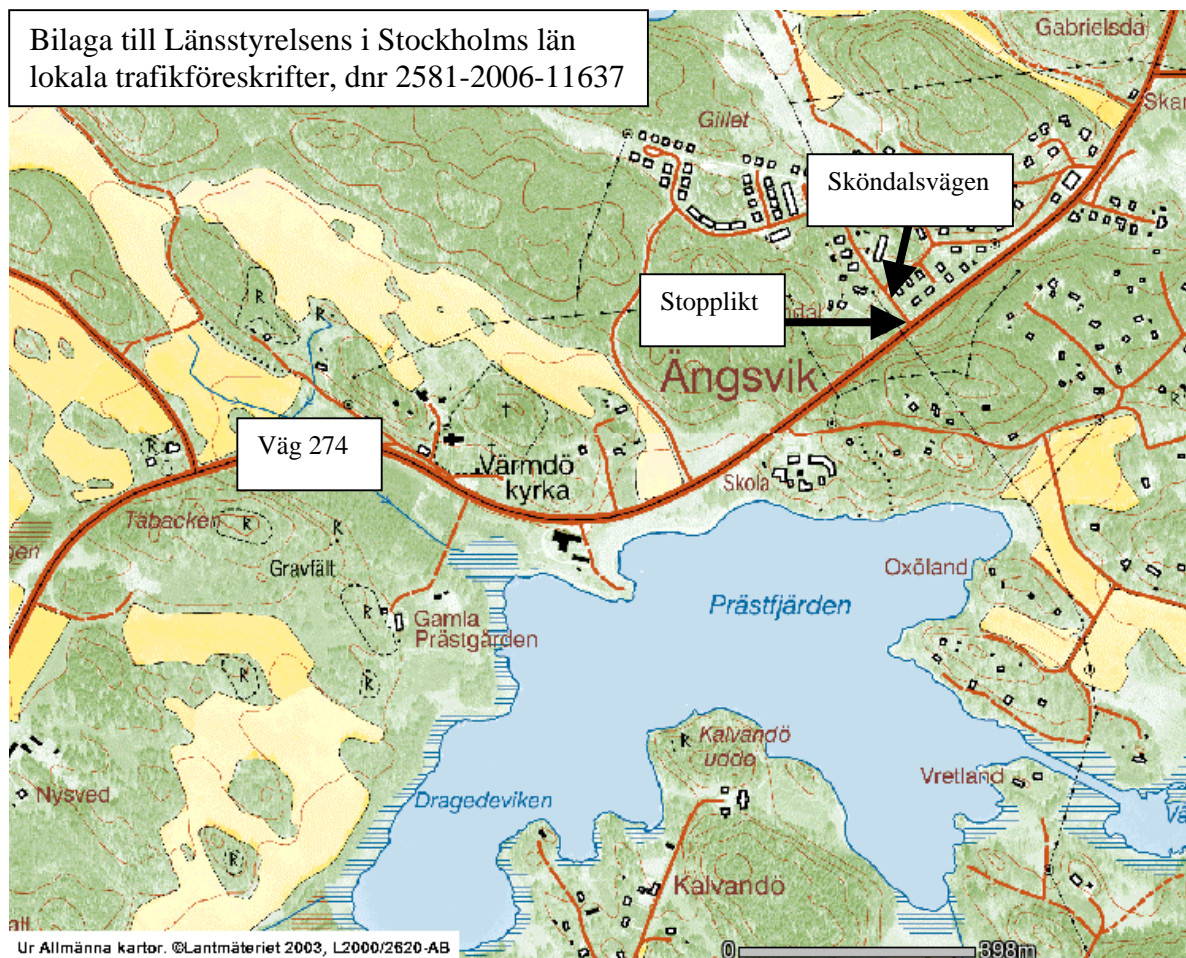 Bilaga till Länsstyrelsens i Stockholms län
lokala trafikföreskrifter, dnr 2581-2006-11637
Gabrielsdal
Gillet
Sköndalsvägen
Stopplikt
Ängsvik
Väg 274
Värmdö
kyrka
Skola
Täbacken
Gravfält
Oxöland
Prästfjärden
Gamla
Prästgården
Kalvandö
udde
Vretland
Nysved
Dragedeviken
Kalvandö
0 398m
Ur Allmänna kartor. ©Lantmäteriet 2003, L2000/2620-AB
R
R
R
R
R
R
R
R
R
R